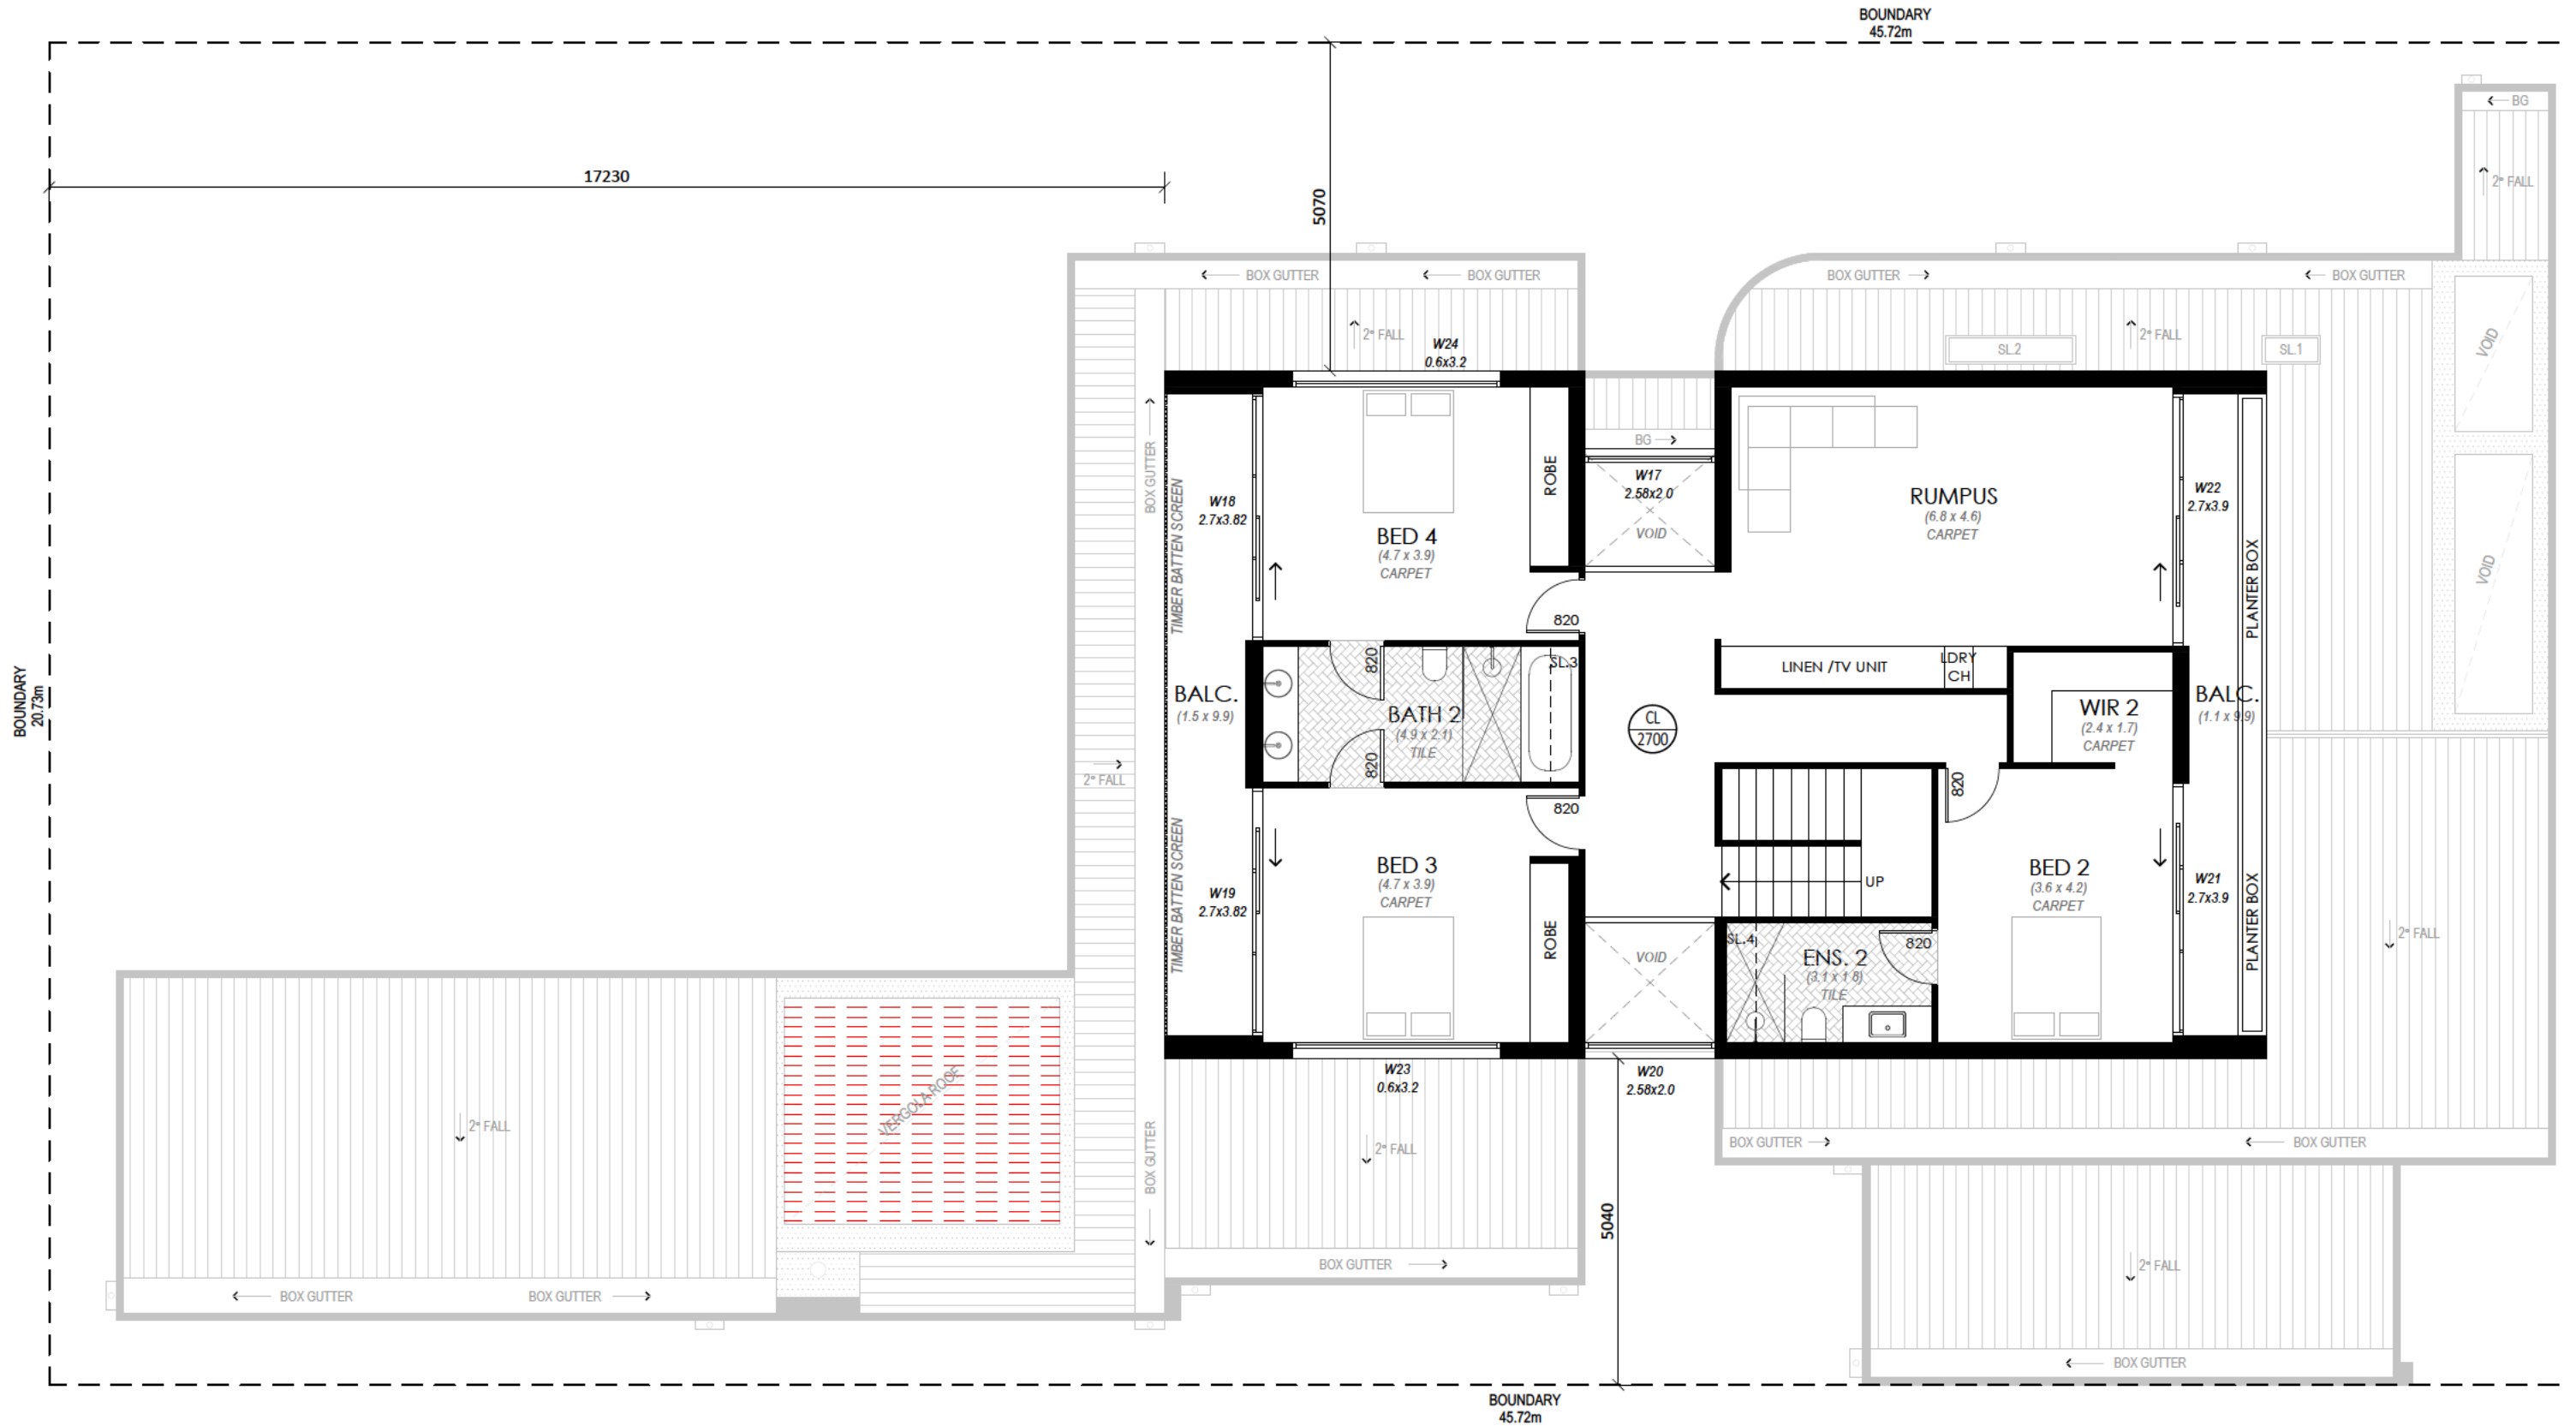 BOUNDARY
45.72m
BG
2° FALL
17230
5070
BOX GUTTER
BOX GUTTER
BOX GUTTER
BOX GUTTER
2° FALL
W24
0.6x3.2
2° FALL
SL.2
SL.1
VOID
BG
BOX GUTTER
TIMBER BATTEN SCREEN
W18
2.7x3.82
BED 4
(4.7 x 3.9)
CARPET
ROBE
W17
2.58x2.0
VOID
RUMPUS
(6.8 x 4.6)
CARPET
W22
2.7x3.9
PLANTER BOX
VOID
820
BOUNDARY
20.73m
BALC.
(1.5 x 9.9)
820
BATH 2
(4.9 x 2.1)
TILE
820
SL.3
CL
2700
LINEN /TV UNIT
LDRY
CH
WIR 2
(2.4 x 1.7)
CARPET
BALC.
(1.1 x 9.9)
2° FALL
820
820
TIMBER BATTEN SCREEN
W19
2.7x3.82
BED 3
(4.7 x 3.9)
CARPET
ROBE
UP
BED 2
(3.6 x 4.2)
CARPET
W21
2.7x3.9
PLANTER BOX
2° FALL
VOID
SL.4
ENS. 2
(3.1 x 1.8)
TILE
820
W23
0.6x3.2
W20
2.58x2.0
VERGOLA ROOF
2° FALL
BOX GUTTER
2° FALL
BOX GUTTER
BOX GUTTER
5040
BOX GUTTER
2° FALL
BOX GUTTER
BOX GUTTER
BOX GUTTER
BOUNDARY
45.72m